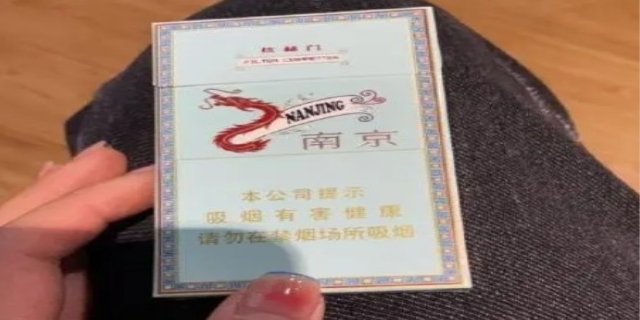 炫赫门
FILTER CIGARETTES
NANJING
南京
本公司提示
吸烟有害健康
请勿在禁烟场所吸烟